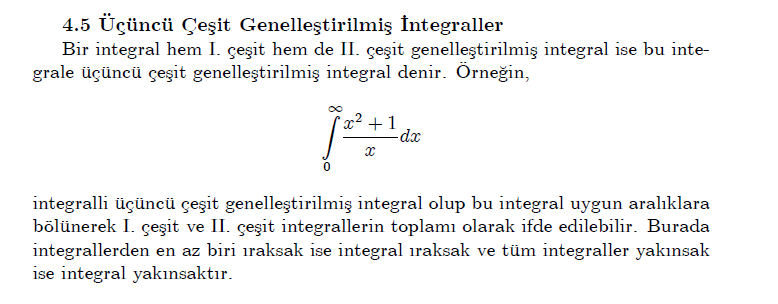 4.5 Üçüncü Çeşit Genelleştirilmiş İntegraller
Bir integral hem I. çeşit hem de II. çeşit genelleştirilmiş integral ise bu inte-
grale üçüncü çeşit genelleştirilmiş integral denir. Örneğin,
∫₀^∞ (x² + 1)/x dx
integralli üçüncü çeşit genelleştirilmiş integral olup bu integral uygun aralıklara
bölünerek I. çeşit ve II. çeşit integrallerin toplamı olarak ifde edilebilir. Burada
integrallerden en az biri ıraksak ise integral ıraksak ve tüm integraller yakınsak
ise integral yakınsaktır.